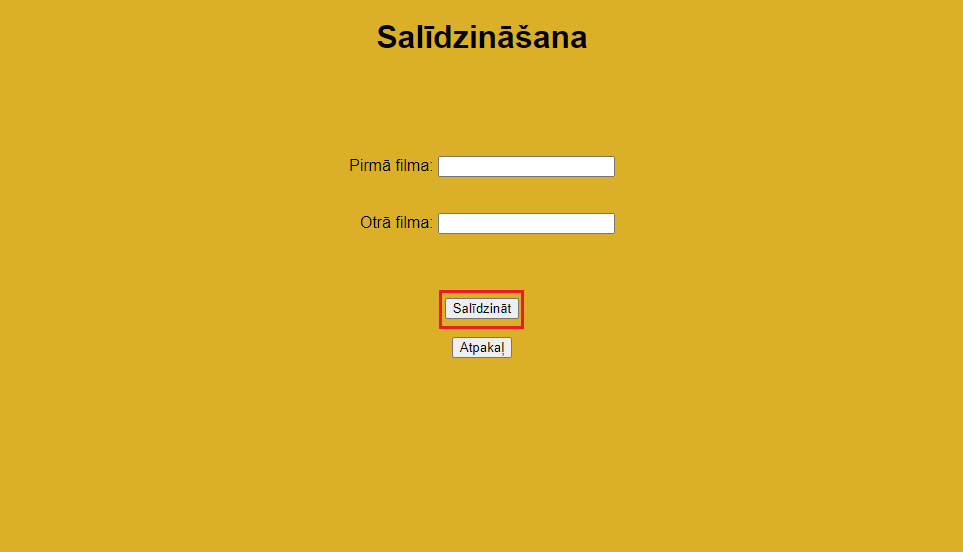 Salīdzināšana
Pirmā filma:
Otrā filma:
Salīdzināt
Atpakaļ